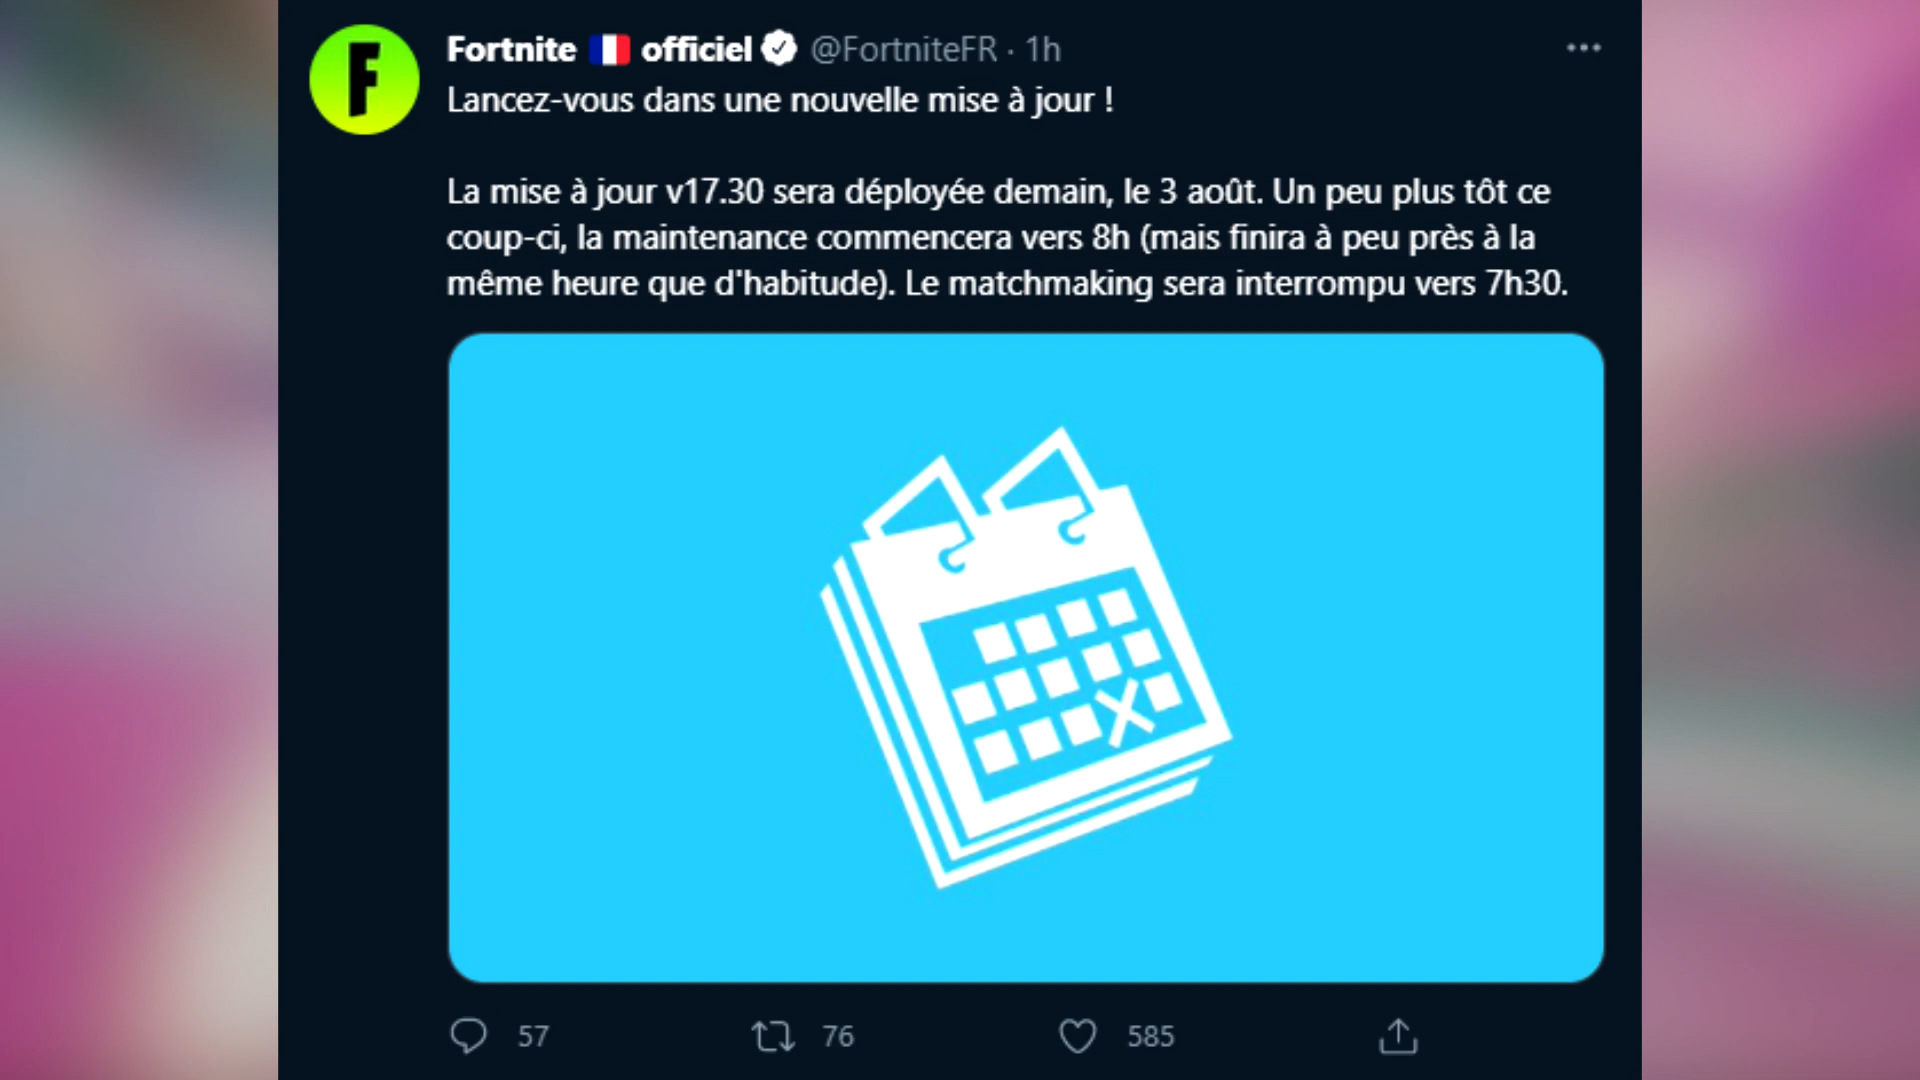 Fortnite 🇫🇷 officiel @FortniteFR · 1h
Lancez-vous dans une nouvelle mise à jour !
La mise à jour v17.30 sera déployée demain, le 3 août. Un peu plus tôt ce
coup-ci, la maintenance commencera vers 8h (mais finira à peu près à la
même heure que d'habitude). Le matchmaking sera interrompu vers 7h30.
57 76 585